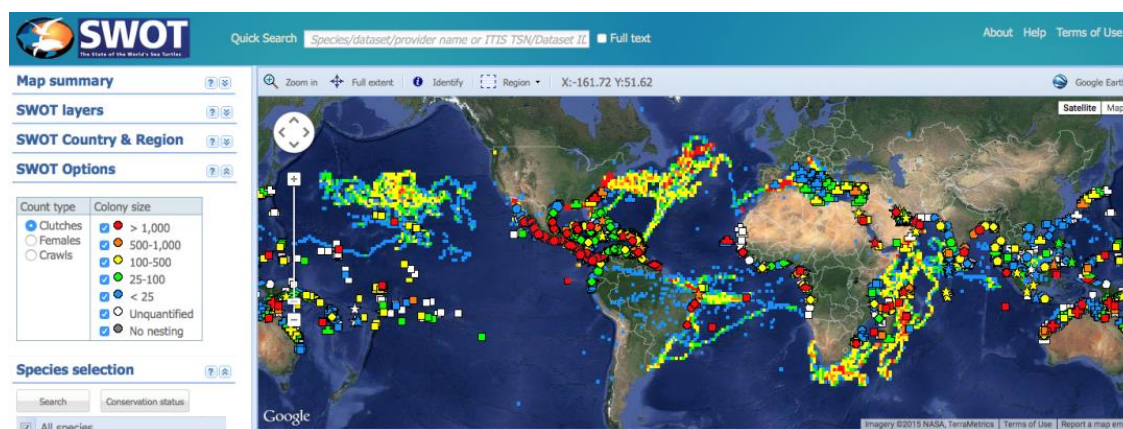 SWOT
The State of the World's Sea Turtles
Quick Search
Species/dataset/provider name or ITIS TSN/Dataset ID
Full text
About Help Terms of Use
Map summary
SWOT layers
SWOT Country & Region
SWOT Options
Count type
Clutches
Females
Crawls
Colony size
> 1,000
500-1,000
100-500
25-100
< 25
Unquantified
No nesting
Species selection
Search
Conservation status
All species
Zoom in Full extent Identify Region X:-161.72 Y:51.62
Google Earth
Satellite Map
Google
Imagery ©2015 NASA, TerraMetrics Terms of Use Report a map err